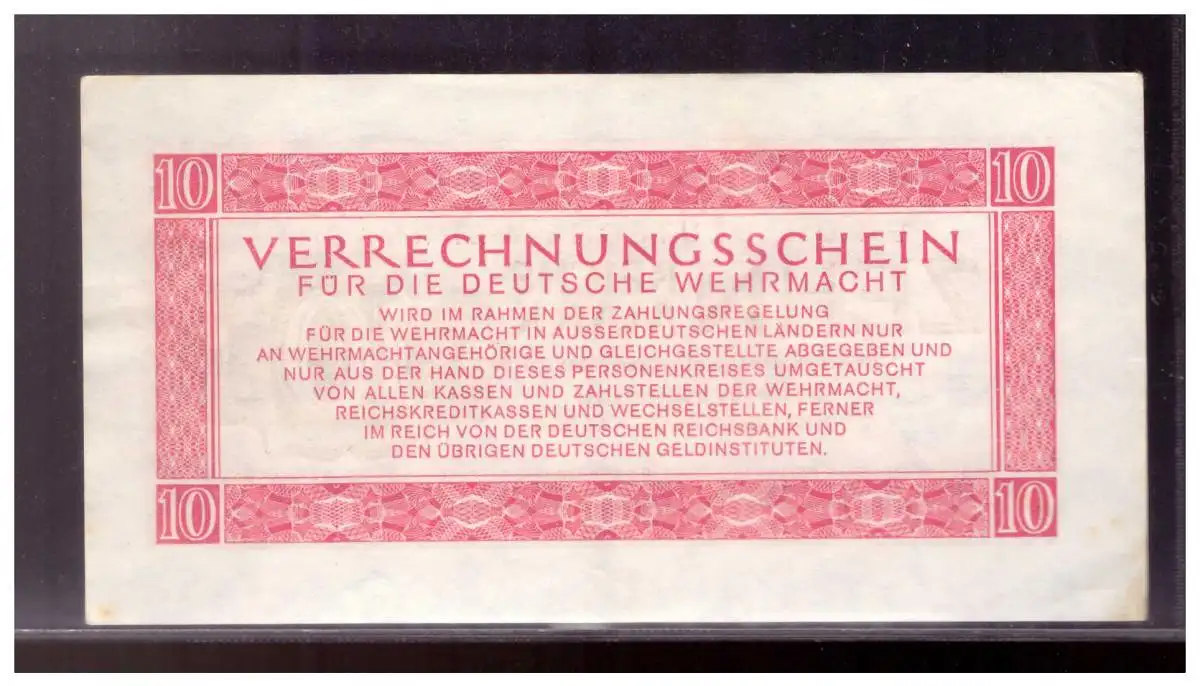 10 10
VERRECHNUNGSSCHEIN
FÜR DIE DEUTSCHE WEHRMACHT
WIRD IM RAHMEN DER ZAHLUNGSREGELUNG
FÜR DIE WEHRMACHT IN AUSSERDEUTSCHEN LÄNDERN NUR
AN WEHRMACHTANGEHÖRIGE UND GLEICHGESTELLTE ABGEGEBEN UND
NUR AUS DER HAND DIESES PERSONENKREISES UMGETAUSCHT
VON ALLEN KASSEN UND ZAHLSTELLEN DER WEHRMACHT,
REICHSKREDITKASSEN UND WECHSELSTELLEN, FERNER
IM REICH VON DER DEUTSCHEN REICHSBANK UND
DEN ÜBRIGEN DEUTSCHEN GELDINSTITUTEN.
10 10